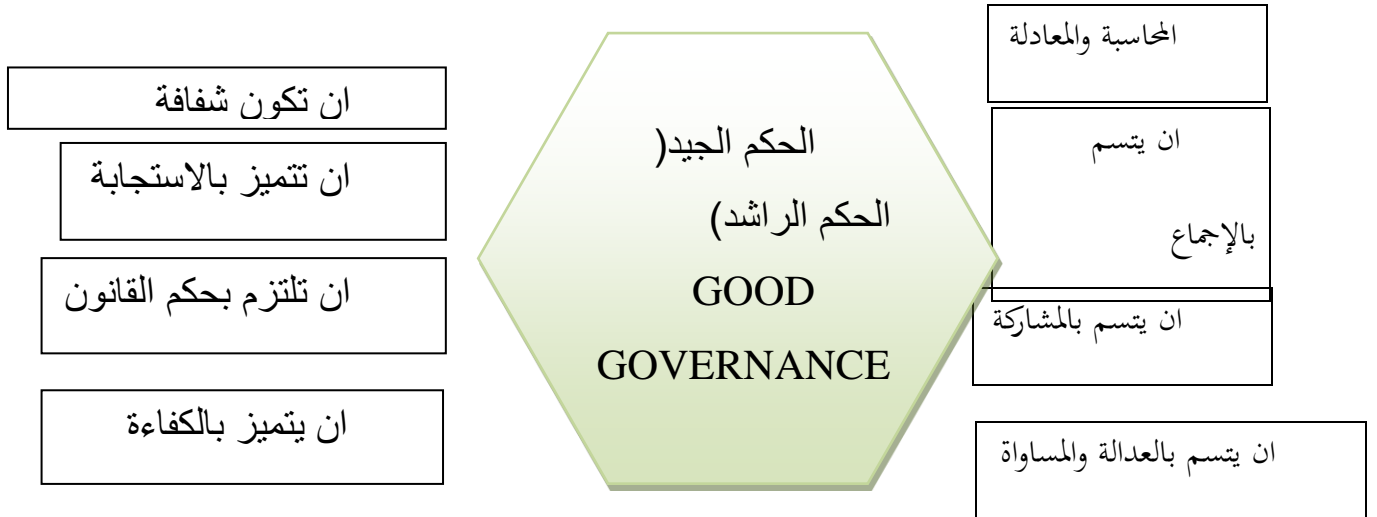 المحاسبة والمعادلة
ان يتسم
بالإجماع
ان يتسم بالمشاركة
ان يتسم بالعدالة والمساواة
الحكم الجيد(
الحكم الراشد)
GOOD
GOVERNANCE
ان تكون شفافة
ان تتميز بالاستجابة
ان تلتزم بحكم القانون
ان يتميز بالكفاءة